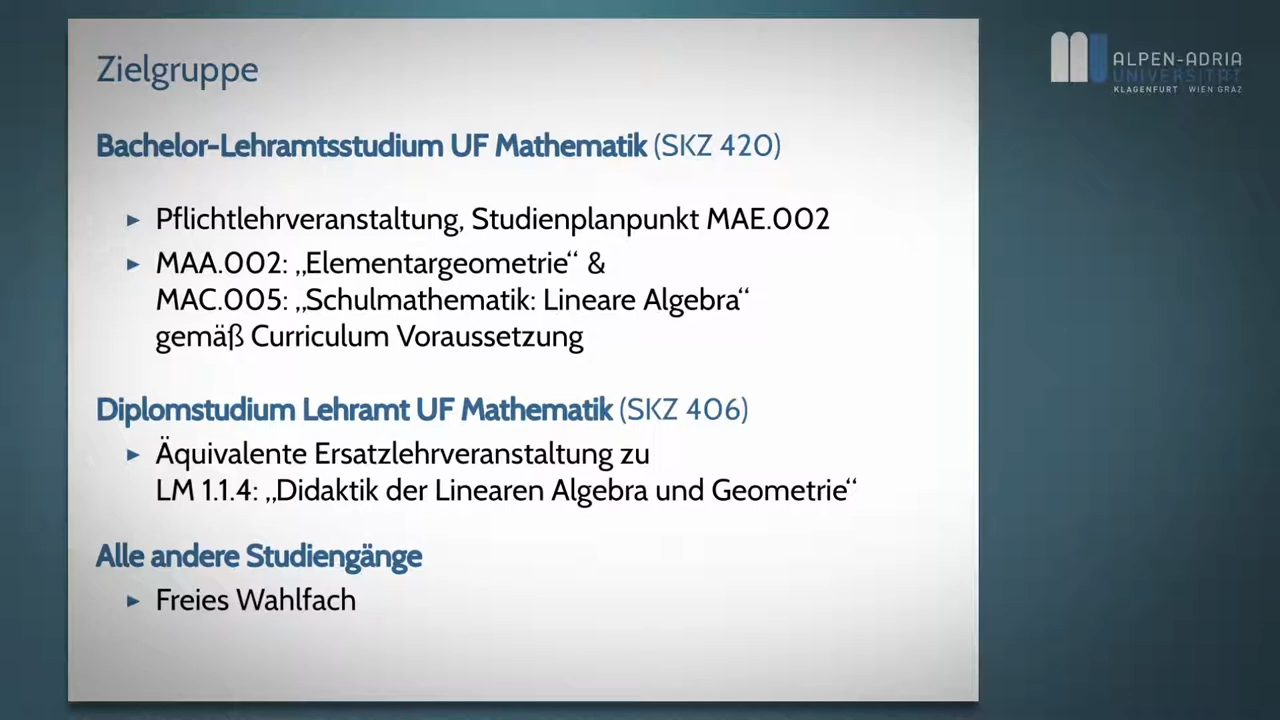 Zielgruppe
Bachelor-Lehramtsstudium UF Mathematik (SKZ 420)
► Pflichtlehrveranstaltung, Studienplanpunkt MAE.002
► MAA.002: „Elementargeometrie“ &
MAC.005: „Schulmathematik: Lineare Algebra“
gemäß Curriculum Voraussetzung
Diplomstudium Lehramt UF Mathematik (SKZ 406)
► Äquivalente Ersatzlehrveranstaltung zu
LM 1.1.4: „Didaktik der Linearen Algebra und Geometrie“
Alle andere Studiengänge
► Freies Wahlfach
ALPEN-ADRIA
UNIVERSITÄT
KLAGENFURT | WIEN GRAZ